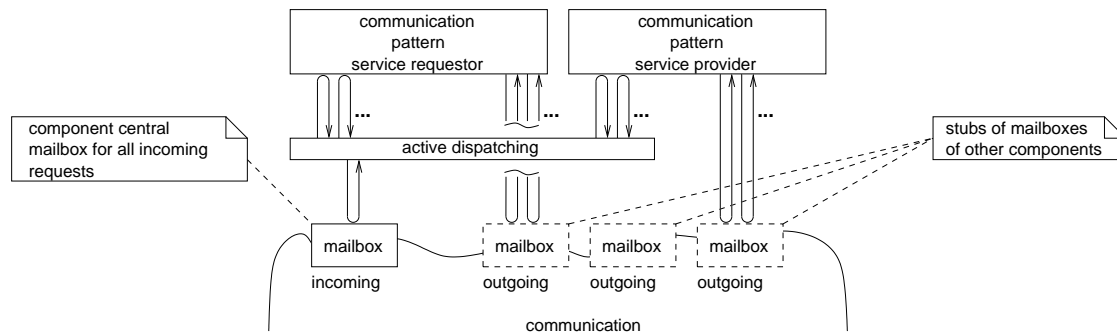 communication
pattern
service requestor
communication
pattern
service provider
...
...
...
...
component central
mailbox for all incoming
requests
active dispatching
stubs of mailboxes
of other components
mailbox
mailbox
mailbox
mailbox
incoming
outgoing
outgoing
outgoing
communication